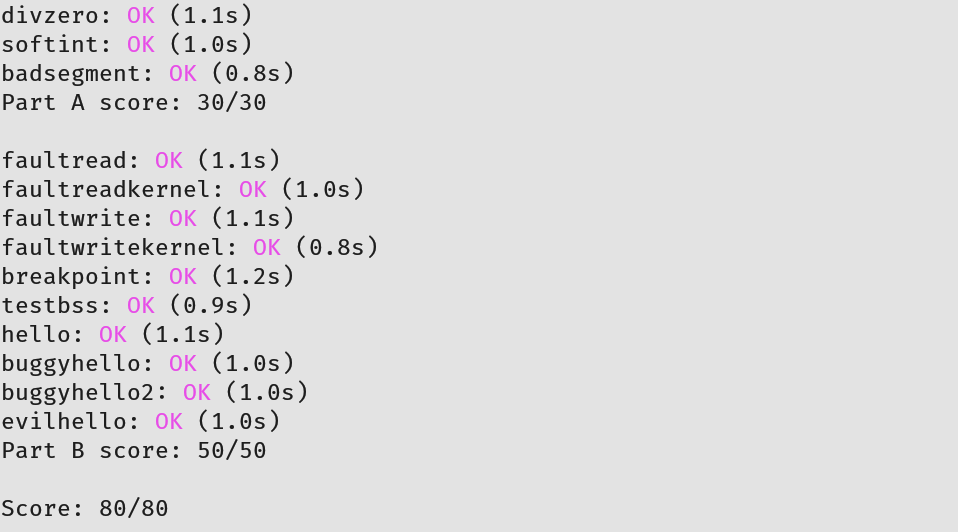 divzero: OK (1.1s)
softint: OK (1.0s)
badsegment: OK (0.8s)
Part A score: 30/30
faultread: OK (1.1s)
faultreadkernel: OK (1.0s)
faultwrite: OK (1.1s)
faultwritekernel: OK (0.8s)
breakpoint: OK (1.2s)
testbss: OK (0.9s)
hello: OK (1.1s)
buggyhello: OK (1.0s)
buggyhello2: OK (1.0s)
evilhello: OK (1.0s)
Part B score: 50/50
Score: 80/80